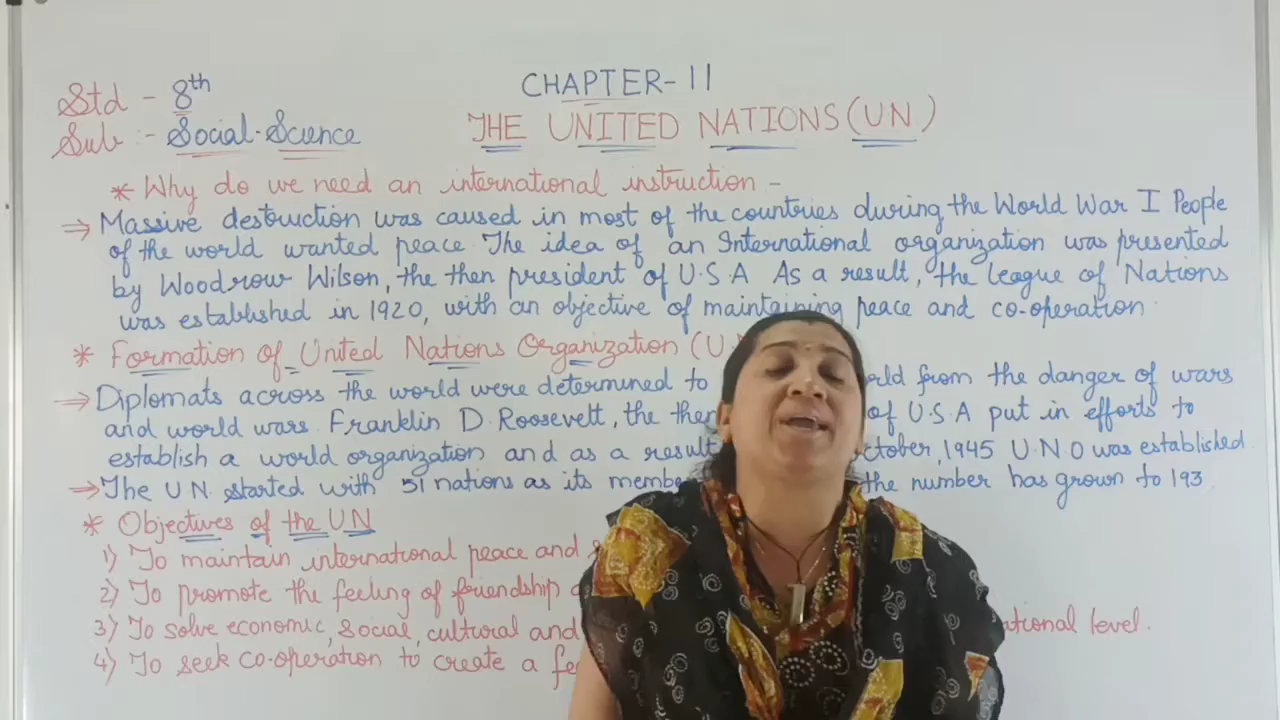 Std - 8th
CHAPTER-11
Sub :- Social-Science
THE UNITED NATIONS (UN)
* Why do we need an international instruction -
⇒ Massive destruction was caused in most of the countries during the World War I People
of the world wanted peace. The idea of an International organization was presented
by Woodrow Wilson, the then president of U.S.A As a result, the League of Nations
was established in 1920, with an objective of maintaining peace and co-operation.
* Formation of United Nations Organization (U.
⇒ Diplomats across the world were determined to from the danger of wars
and world wars. Franklin D. Roosevelt, the then of U.S.A put in efforts to
establish a world organization and as a result 1945 U.N.O was established.
⇒ The U.N. started with 51 nations as its the number has grown to 193
* Objectives of the UN
1) To maintain international peace and
2) To promote the feeling of friendship
3) To solve economic, social, cultural and level.
4) To seek co-operation to create a